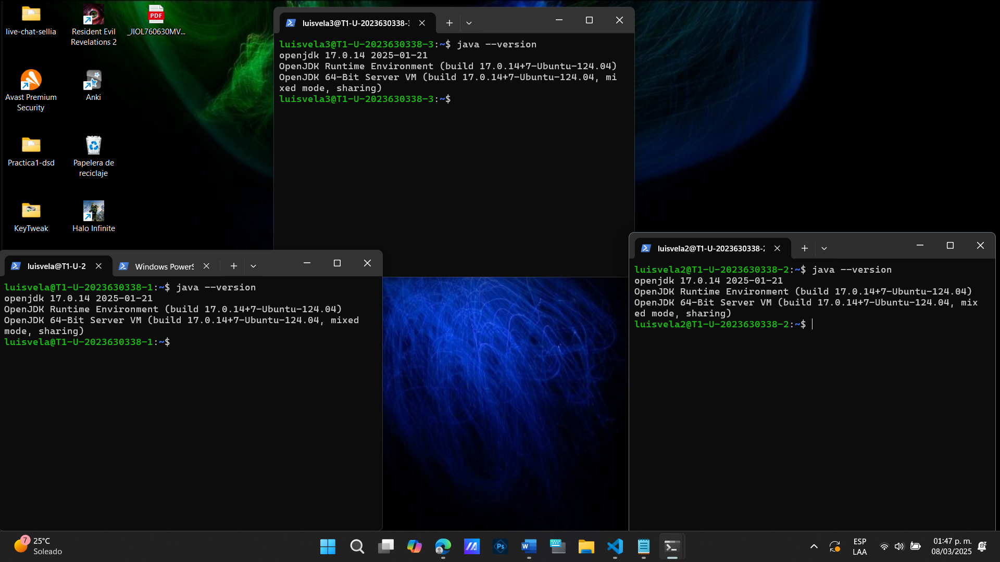 live-chat-sellia
Resident Evil
Revelations 2
PDF
_JIOL760630MV...
Avast Premium
Security
Anki
Practica1-dsd
Papelera de
reciclaje
KeyTweak
Halo Infinite
luisvela3@T1-U-2023630338-3
luisvela3@T1-U-2023630338-3:~$ java --version
openjdk 17.0.14 2025-01-21
OpenJDK Runtime Environment (build 17.0.14+7-Ubuntu-124.04)
OpenJDK 64-Bit Server VM (build 17.0.14+7-Ubuntu-124.04, mi
xed mode, sharing)
luisvela3@T1-U-2023630338-3:~$
luisvela@T1-U-2
Windows PowerS
luisvela@T1-U-2023630338-1:~$ java --version
openjdk 17.0.14 2025-01-21
OpenJDK Runtime Environment (build 17.0.14+7-Ubuntu-124.04)
OpenJDK 64-Bit Server VM (build 17.0.14+7-Ubuntu-124.04, mixed
mode, sharing)
luisvela@T1-U-2023630338-1:~$
luisvela2@T1-U-2023630338-2
luisvela2@T1-U-2023630338-2:~$ java --version
openjdk 17.0.14 2025-01-21
OpenJDK Runtime Environment (build 17.0.14+7-Ubuntu-124.04)
OpenJDK 64-Bit Server VM (build 17.0.14+7-Ubuntu-124.04, mix
ed mode, sharing)
luisvela2@T1-U-2023630338-2:~$
7
25°C
Soleado
Ps
W
ESP
LAA
01:47 p. m.
08/03/2025